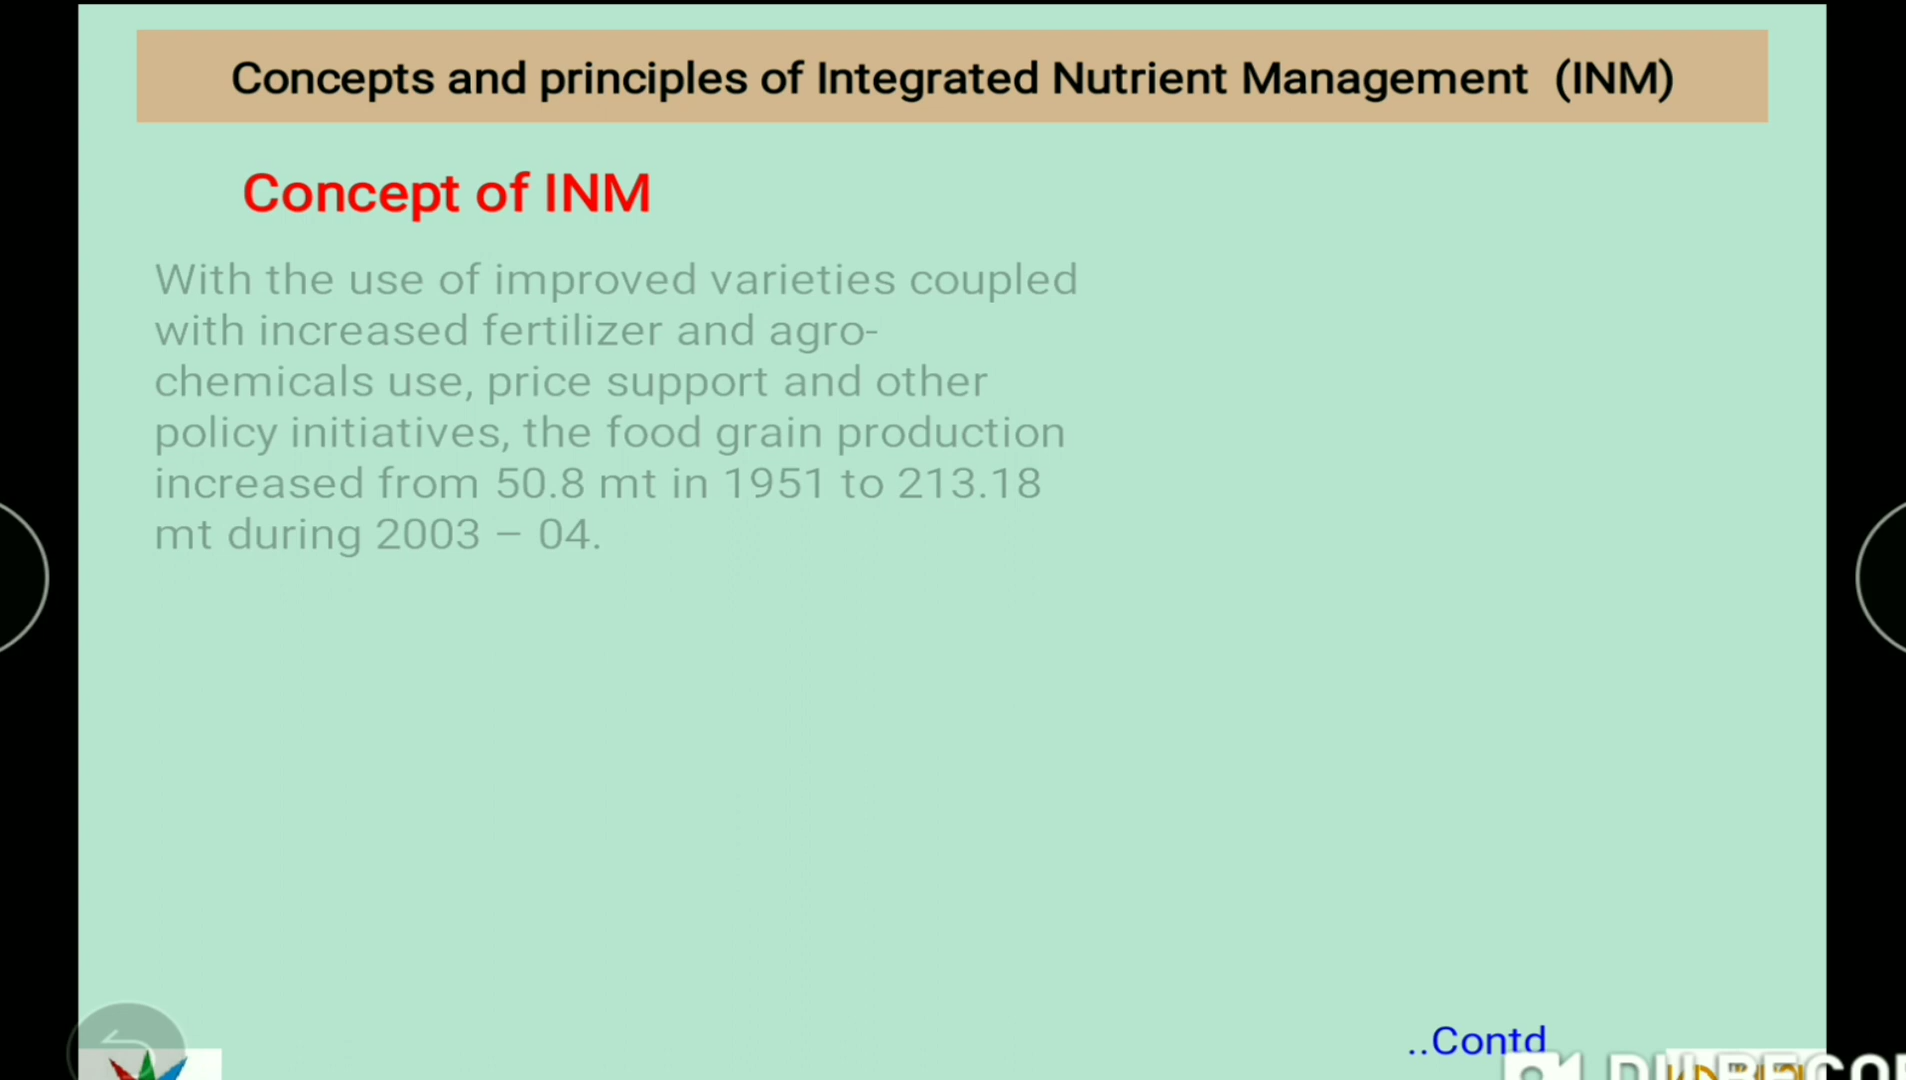 Concepts and principles of Integrated Nutrient Management (INM)
Concept of INM
With the use of improved varieties coupled
with increased fertilizer and agro-
chemicals use, price support and other
policy initiatives, the food grain production
increased from 50.8 mt in 1951 to 213.18
mt during 2003 – 04.
..Contd